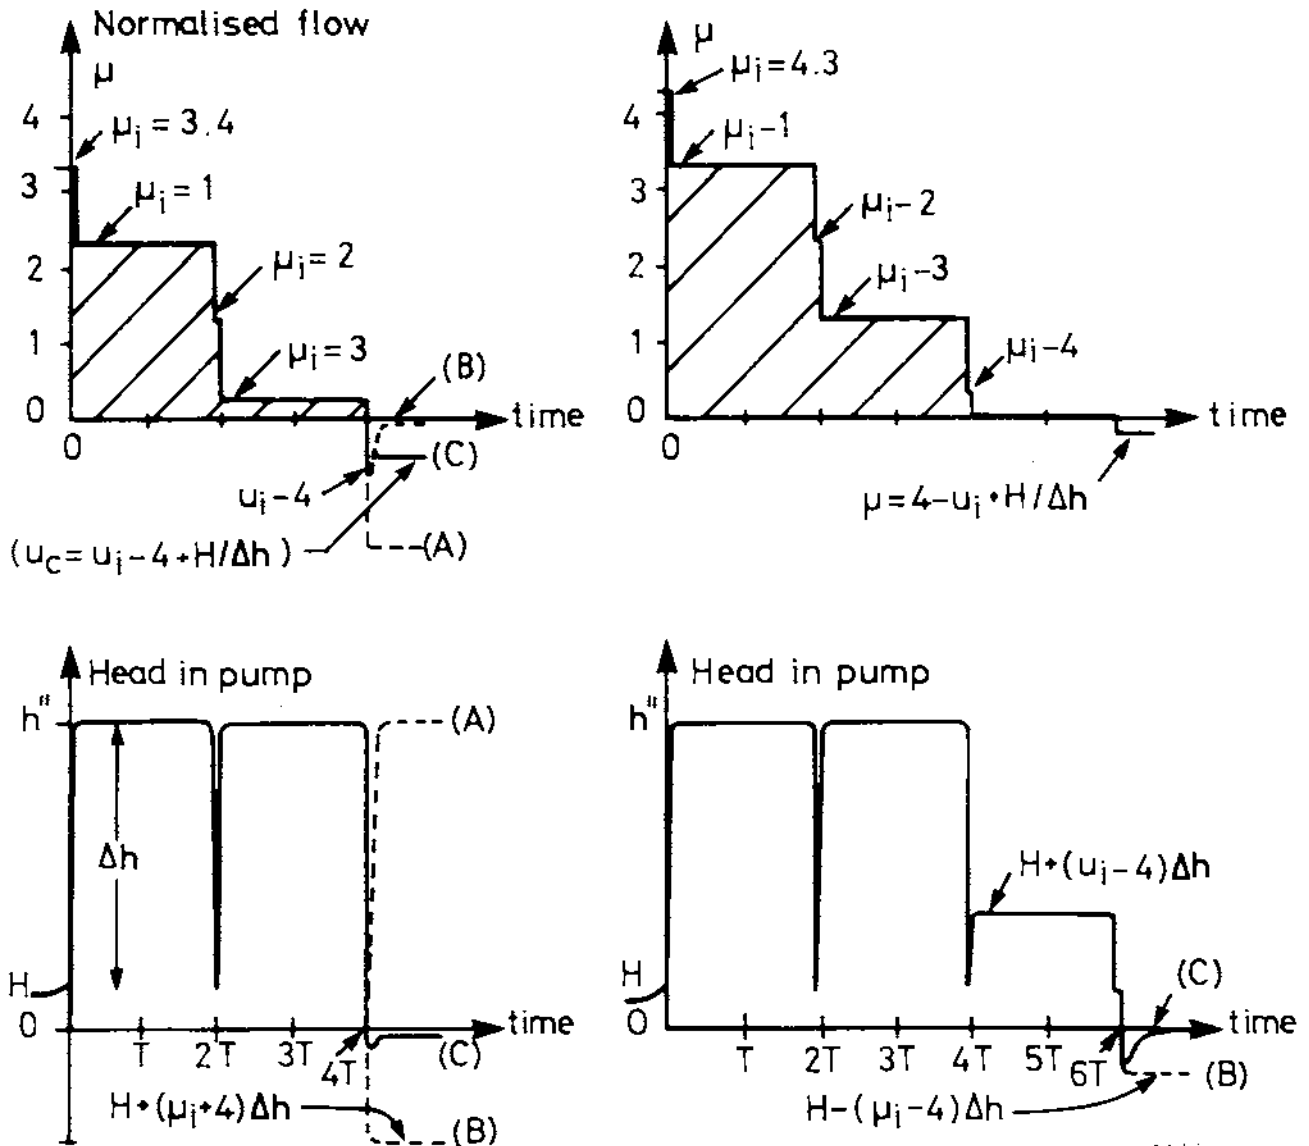 Normalised flow
μ
4
μi = 3.4
3
μi = 1
2
μi = 2
1
μi = 3
(B)
0
time
0
(C)
ui-4
(uc = ui-4+H/Δh)
(A)
μ
μi = 4.3
4
μi-1
3
μi-2
2
μi-3
1
μi-4
0
time
0
μ=4-ui+H/Δh
Head in pump
h"
(A)
Δh
H
0
time
T
2T
3T
4T
(C)
H+(μi+4)Δh
(B)
Head in pump
h"
H+(ui-4)Δh
H
(C)
0
time
T
2T
3T
4T
5T
6T
(B)
H-(μi-4)Δh